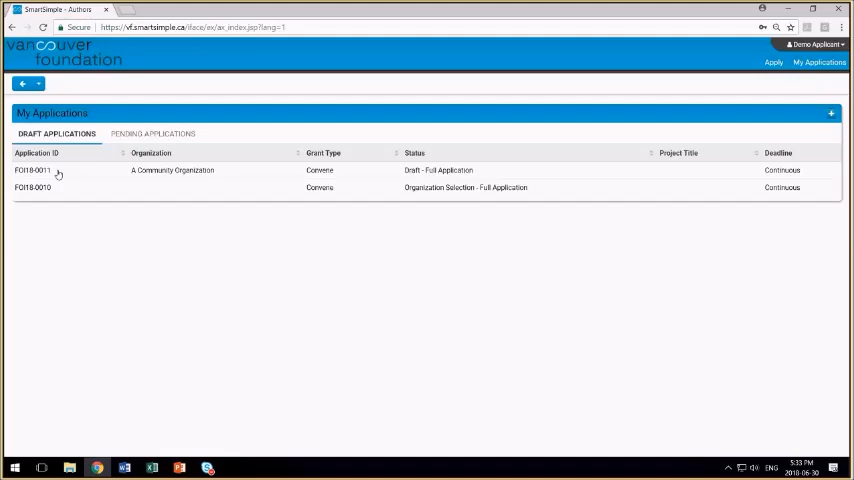 SmartSimple - Authors
Secure https://vf.smartsimple.ca/iface/ex/ax_index.jsp?lang=1
vancouver
foundation
Demo Applicant
Apply My Applications
My Applications
DRAFT APPLICATIONS PENDING APPLICATIONS
Application ID Organization Grant Type Status Project Title Deadline
FOI18-0011 A Community Organization Convene Draft - Full Application Continuous
FOI18-0010 Convene Organization Selection - Full Application Continuous
ENG 5:33 PM
2018-06-30